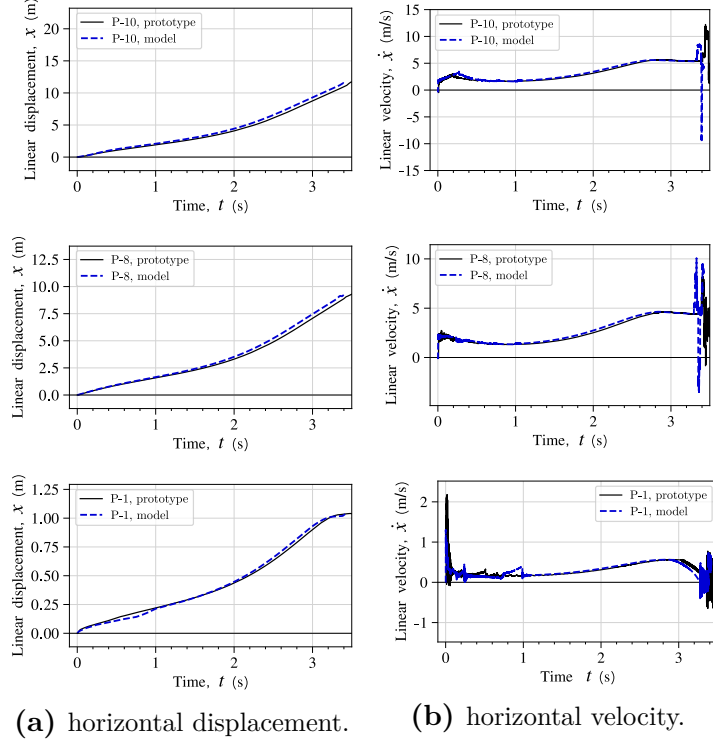 Linear displacement, x (m)
20
15
10
5
0
P-10, prototype
P-10, model
0 1 2 3
Time, t (s)
Linear velocity, ẋ (m/s)
15
10
5
0
−5
−10
−15
P-10, prototype
P-10, model
0 1 2 3
Time, t (s)
Linear displacement, x (m)
12.5
10.0
7.5
5.0
2.5
0.0
P-8, prototype
P-8, model
0 1 2 3
Time, t (s)
Linear velocity, ẋ (m/s)
10
5
0
−5
P-8, prototype
P-8, model
0 1 2 3
Time, t (s)
Linear displacement, x (m)
1.25
1.00
0.75
0.50
0.25
0.00
P-1, prototype
P-1, model
0 1 2 3
Time, t (s)
Linear velocity, ẋ (m/s)
2
1
0
-1
P-1, prototype
P-1, model
0 1 2 3
Time t (s)
(a) horizontal displacement.
(b) horizontal velocity.